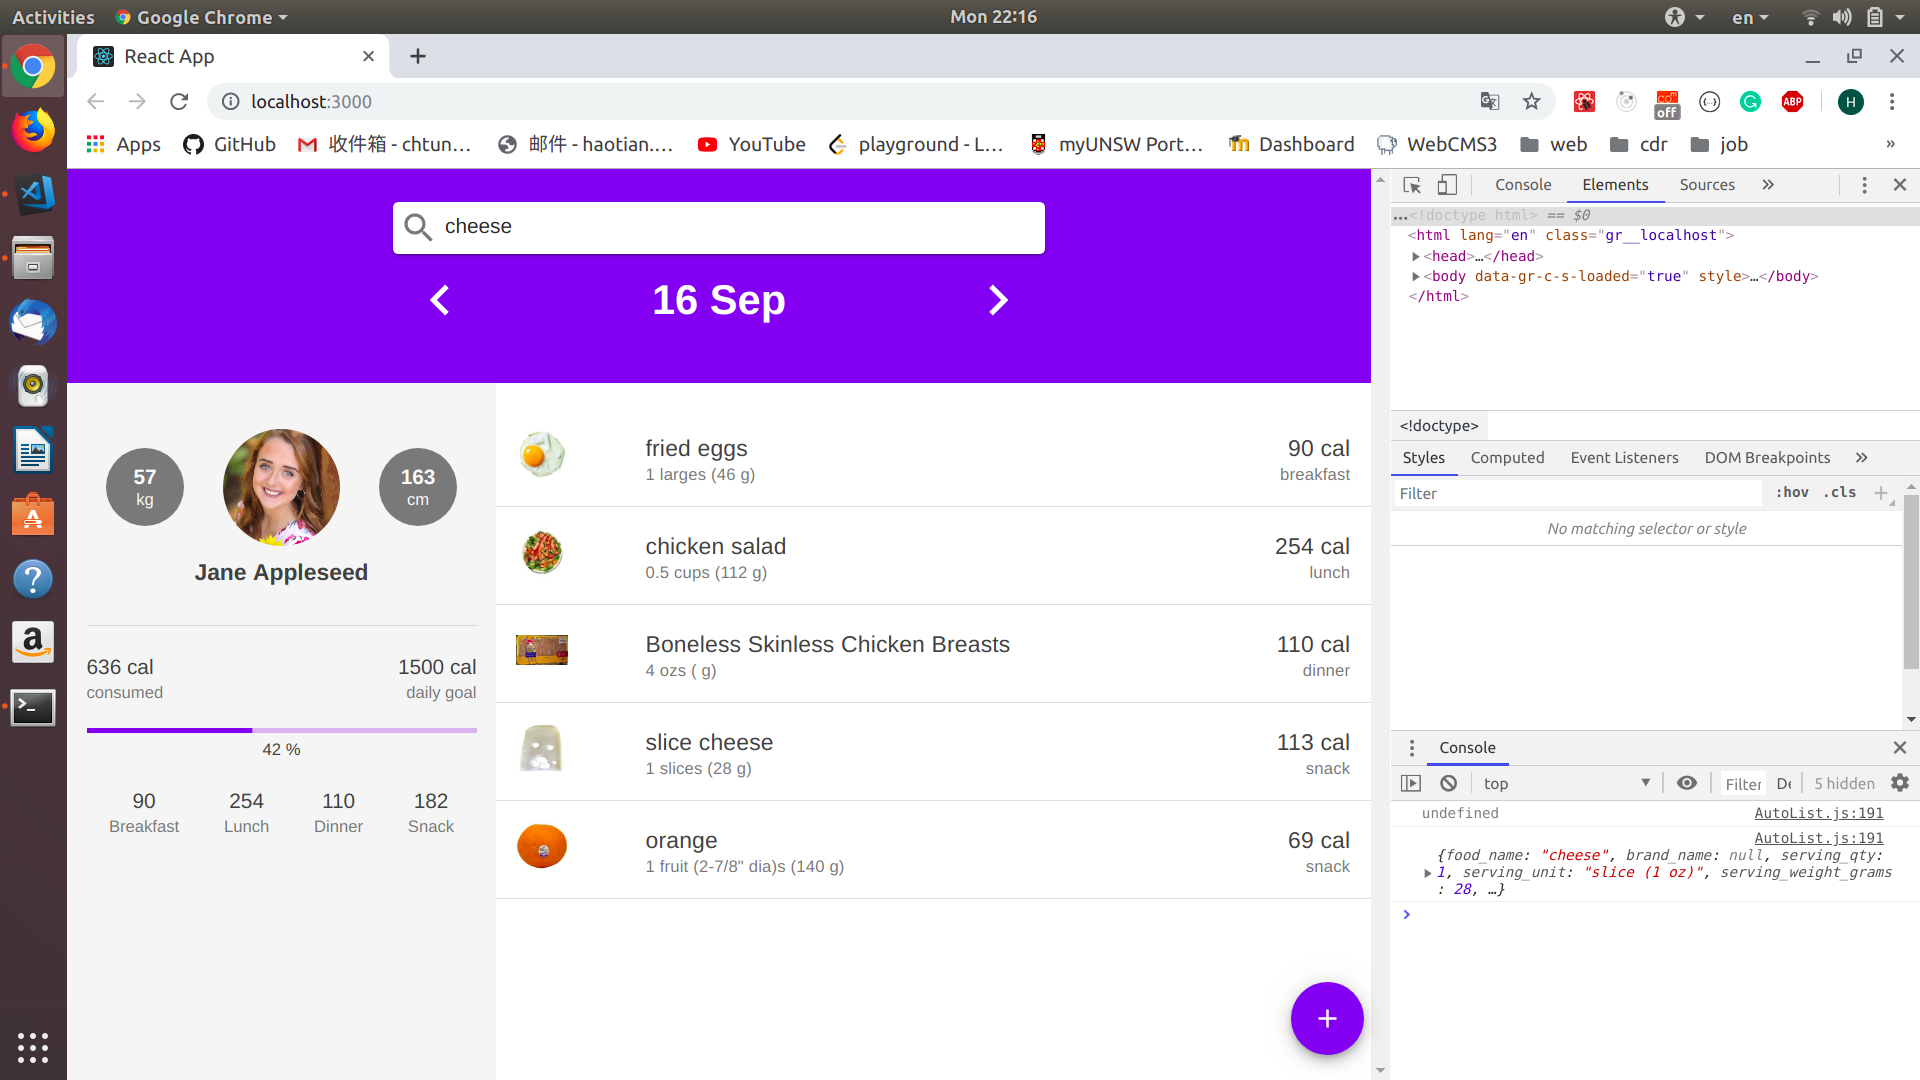 Activities Google Chrome Mon 22:16 en
React App
localhost:3000 off {--} ABP H
Apps GitHub 收件箱 - chtun... 邮件 - haotian.... YouTube playground - L... myUNSW Port... Dashboard WebCMS3 web cdr job »
cheese
16 Sep
57
kg
163
cm
Jane Appleseed
636 cal
consumed
1500 cal
daily goal
42 %
90
Breakfast
254
Lunch
110
Dinner
182
Snack
fried eggs
1 larges (46 g)
90 cal
breakfast
chicken salad
0.5 cups (112 g)
254 cal
lunch
Boneless Skinless Chicken Breasts
4 ozs ( g)
110 cal
dinner
slice cheese
1 slices (28 g)
113 cal
snack
orange
1 fruit (2-7/8" dia)s (140 g)
69 cal
snack
Console Elements Sources »
...<!doctype html> == $0
<html lang="en" class="gr__localhost">
<head>…</head>
<body data-gr-c-s-loaded="true" style>…</body>
</html>
<!doctype>
Styles Computed Event Listeners DOM Breakpoints »
Filter :hov .cls +
No matching selector or style
Console
top Filter De 5 hidden
undefined AutoList.js:191
AutoList.js:191
{food_name: "cheese", brand_name: null, serving_qty:
1, serving_unit: "slice (1 oz)", serving_weight_grams
: 28, …}